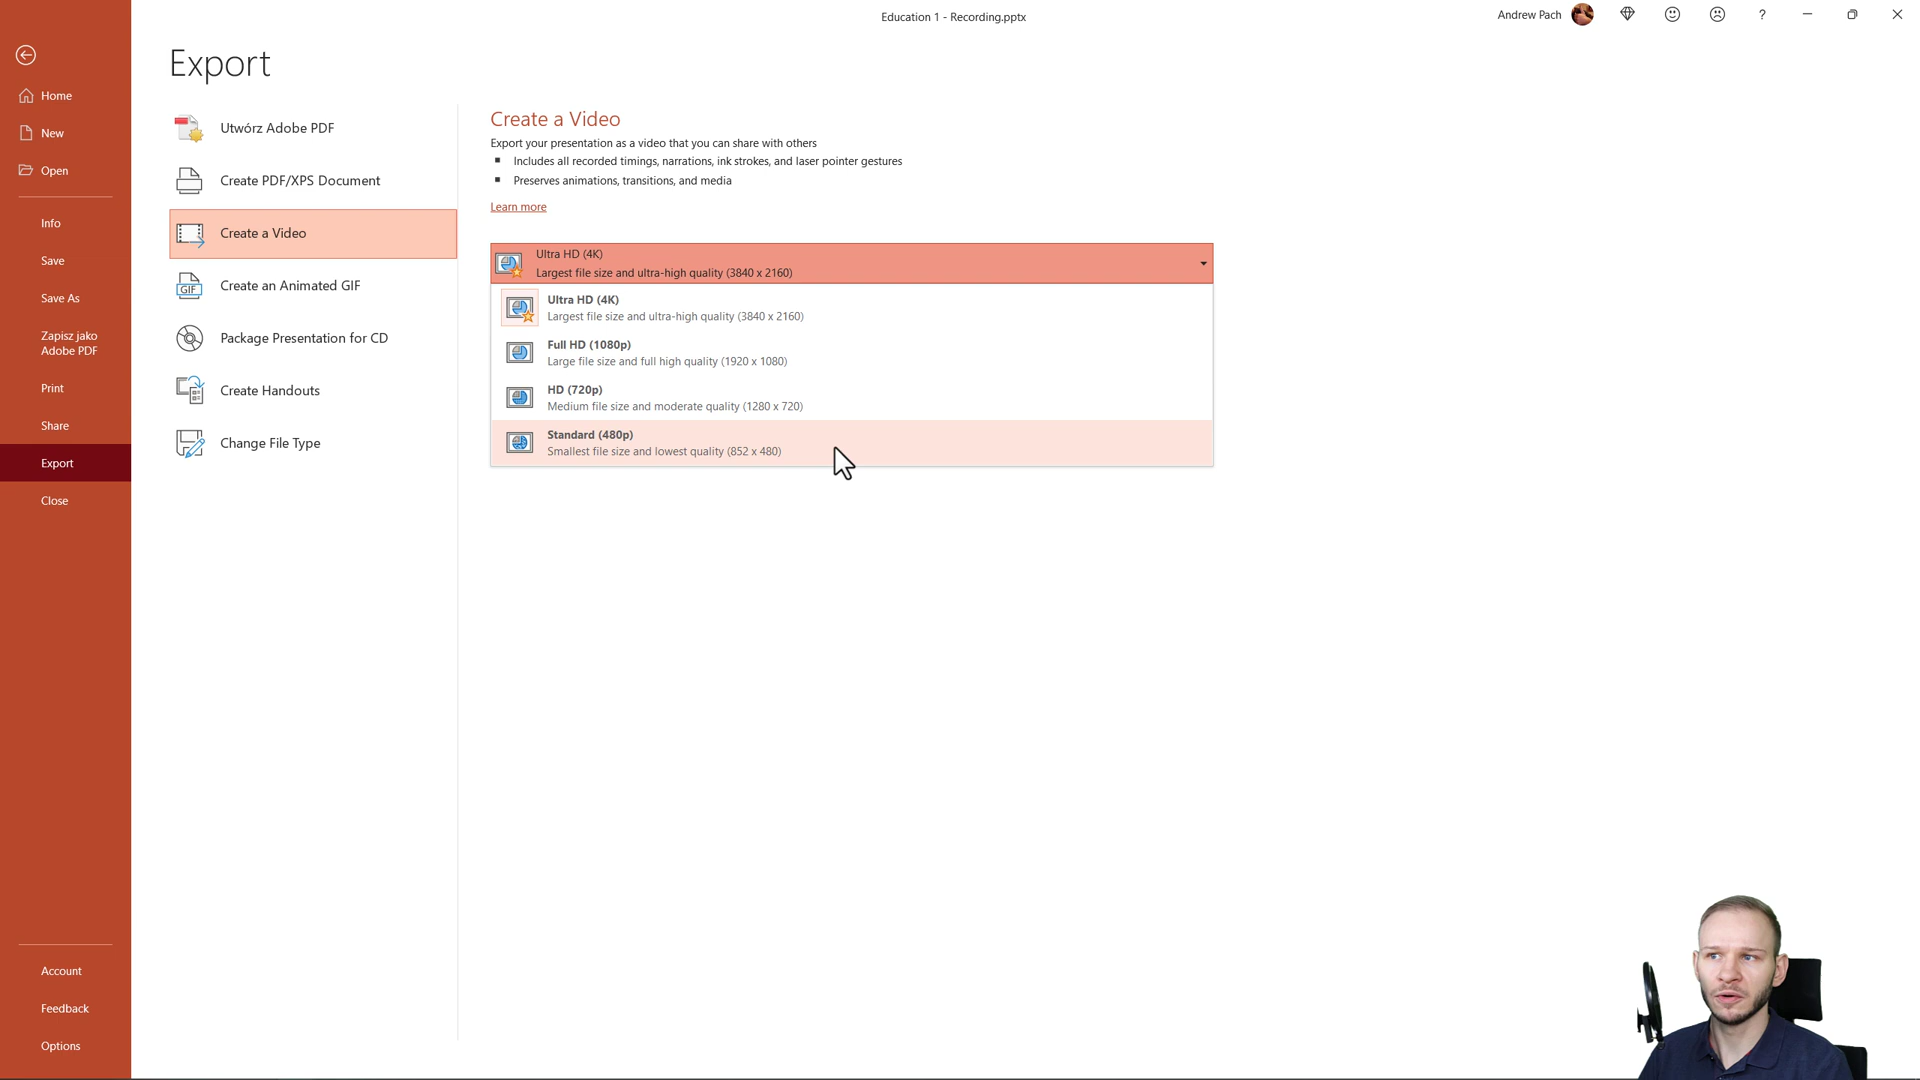 Education 1 - Recording.pptx
Andrew Pach
?
Export
Home
New
Open
Info
Save
Save As
Zapisz jako
Adobe PDF
Print
Share
Export
Close
Account
Feedback
Options
Utwórz Adobe PDF
Create PDF/XPS Document
Create a Video
GIF
Create an Animated GIF
Package Presentation for CD
Create Handouts
Change File Type
Create a Video
Export your presentation as a video that you can share with others
Includes all recorded timings, narrations, ink strokes, and laser pointer gestures
Preserves animations, transitions, and media
Learn more
Ultra HD (4K)
Largest file size and ultra-high quality (3840 x 2160)
Ultra HD (4K)
Largest file size and ultra-high quality (3840 x 2160)
Full HD (1080p)
Large file size and full high quality (1920 x 1080)
HD (720p)
Medium file size and moderate quality (1280 x 720)
Standard (480p)
Smallest file size and lowest quality (852 x 480)